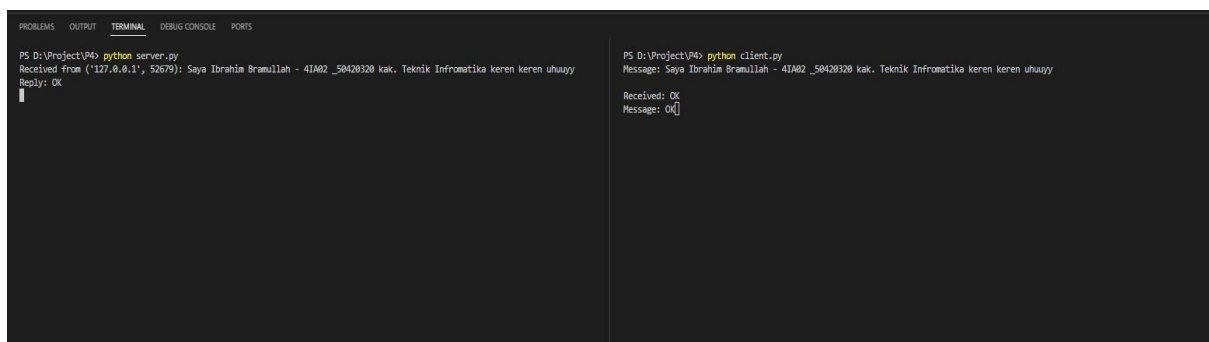 PROBLEMS OUTPUT TERMINAL DEBUG CONSOLE PORTS
PS D:\Project\P4> python server.py
Received from ('127.0.0.1', 52679): Saya Ibrahim Bramullah - 4IA02 _50420320 kak. Teknik Infromatika keren keren uhuuyy
Reply: OK
PS D:\Project\P4> python client.py
Message: Saya Ibrahim Bramullah - 4IA02 _50420320 kak. Teknik Infromatika keren keren uhuuyy
Received: OK
Message: OK